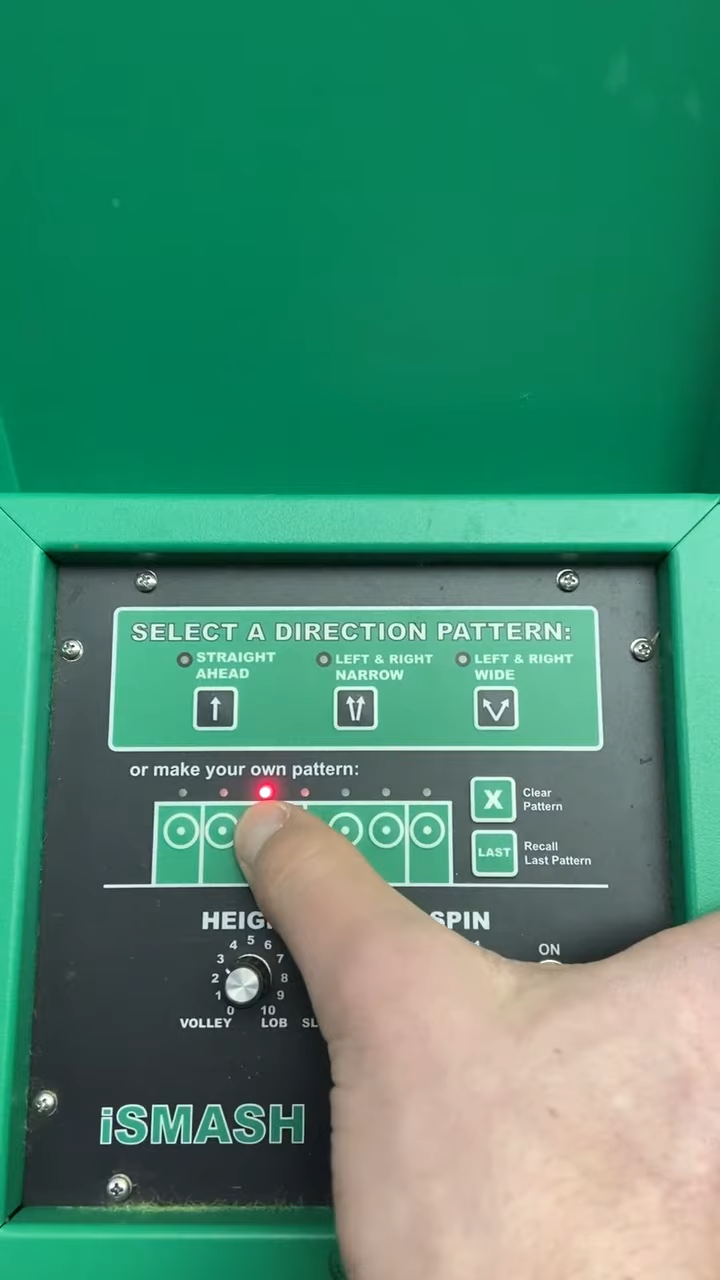 SELECT A DIRECTION PATTERN:
STRAIGHT AHEAD
LEFT & RIGHT NARROW
LEFT & RIGHT WIDE
or make your own pattern:
X
Clear
Pattern
LAST
Recall
Last Pattern
SPIN
ON
0 1 2 3 4 5 6 7 8 9 10
VOLLEY
LOB
iSMASH